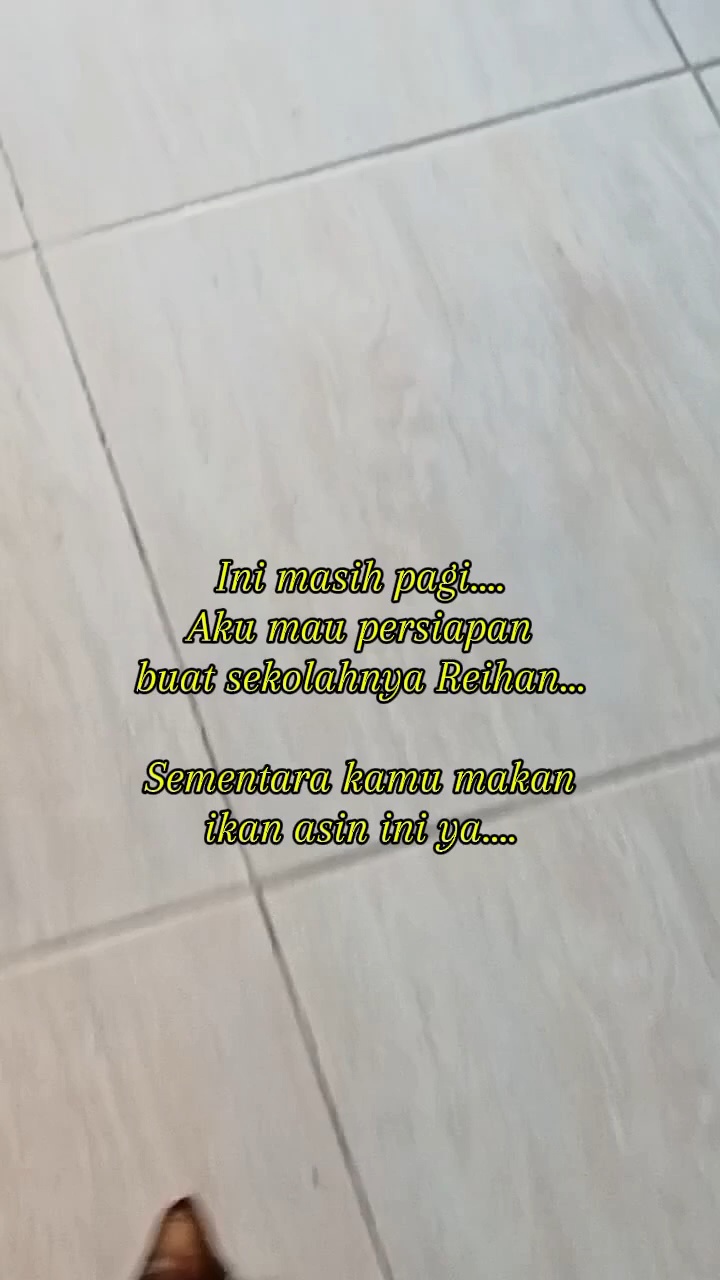 Ini masih pagi....
Aku mau persiapan
buat sekolahnya Reihan...
Sementara kamu makan
ikan asin ini ya....